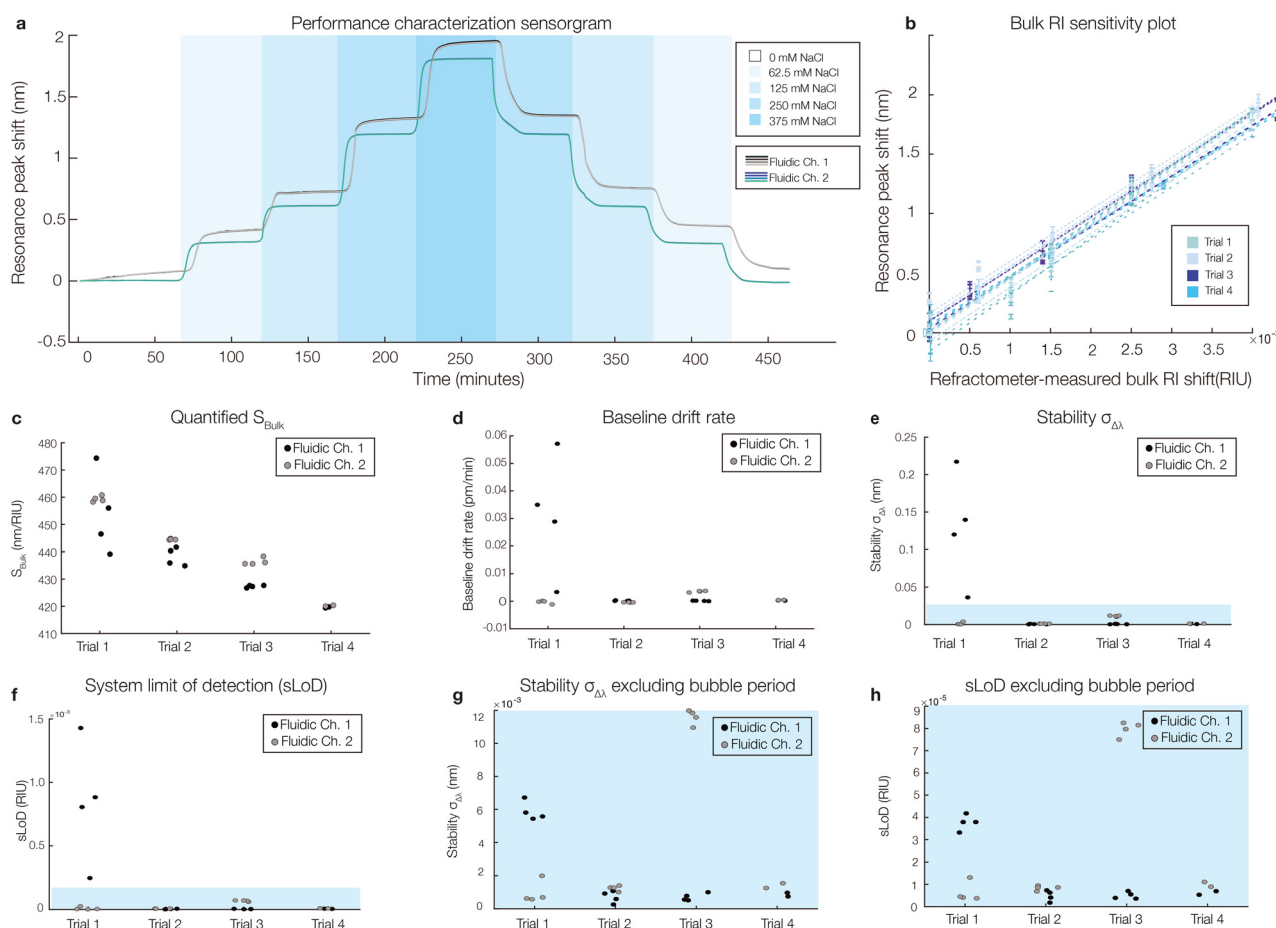 a
Performance characterization sensorgram
Resonance peak shift (nm)
2
1.5
1
0.5
0
-0.5
0
50
100
150
200
250
300
350
400
450
Time (minutes)
0 mM NaCl
62.5 mM NaCl
125 mM NaCl
250 mM NaCl
375 mM NaCl
Fluidic Ch. 1
Fluidic Ch. 2
b
Bulk RI sensitivity plot
Resonance peak shift (nm)
2
1.5
1
0.5
0
0.5
1
1.5
2
2.5
3
3.5
4
Refractometer-measured bulk RI shift(RIU)
Trial 1
Trial 2
Trial 3
Trial 4
c
Quantified S_Bulk
S_Bulk (nm/RIU)
480
470
460
450
440
430
420
410
Trial 1
Trial 2
Trial 3
Trial 4
Fluidic Ch. 1
Fluidic Ch. 2
d
Baseline drift rate
Baseline drift rate (pm/min)
0.06
0.05
0.04
0.03
0.02
0.01
0
-0.01
Trial 1
Trial 2
Trial 3
Trial 4
Fluidic Ch. 1
Fluidic Ch. 2
e
Stability σΔλ
Stability σΔλ (nm)
0.25
0.20
0.15
0.1
0.05
0
Trial 1
Trial 2
Trial 3
Trial 4
Fluidic Ch. 1
Fluidic Ch. 2
f
System limit of detection (sLoD)
sLoD (RIU)
×10⁻³
1.5
1.0
0.5
0
Trial 1
Trial 2
Trial 3
Trial 4
Fluidic Ch. 1
Fluidic Ch. 2
g
Stability σΔλ excluding bubble period
Stability σΔλ (nm)
×10⁻³
12
10
8
6
4
2
0
Trial 1
Trial 2
Trial 3
Trial 4
Fluidic Ch. 1
Fluidic Ch. 2
h
sLoD excluding bubble period
sLoD (RIU)
×10⁻⁵
9
8
7
6
5
4
3
2
1
0
Trial 1
Trial 2
Trial 3
Trial 4
Fluidic Ch. 1
Fluidic Ch. 2